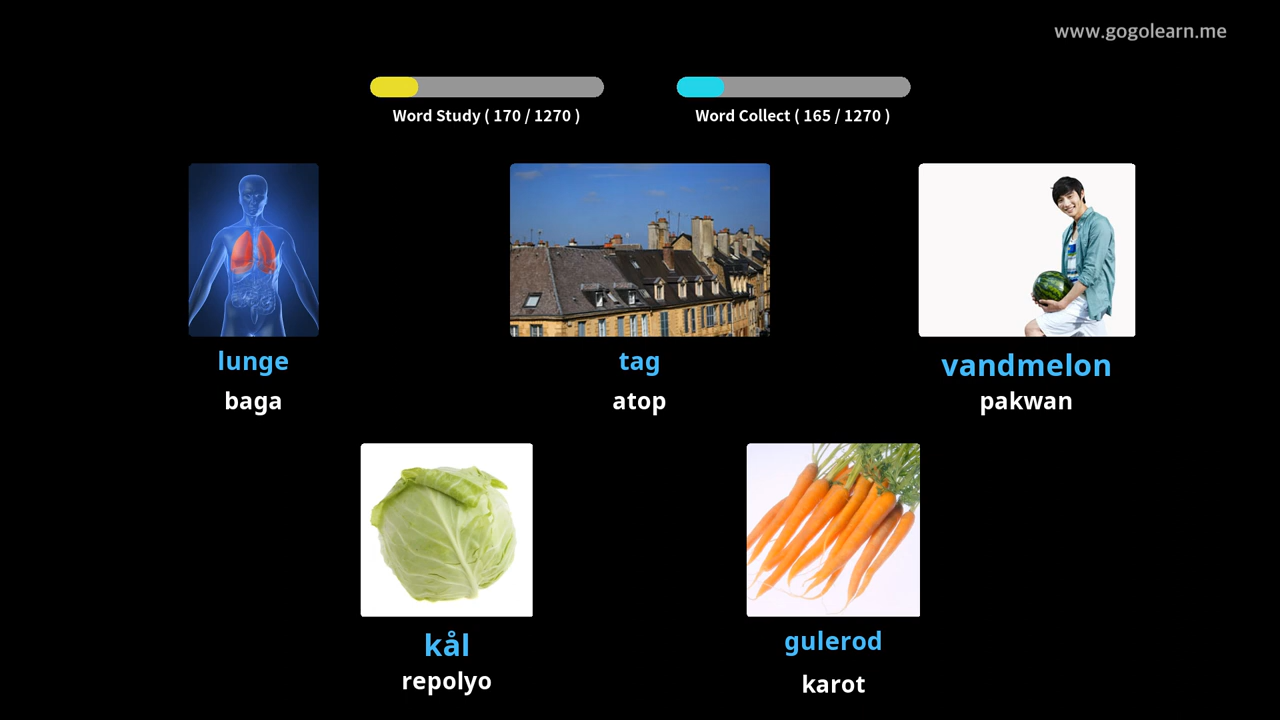 www.gogolearn.me
Word Study ( 170 / 1270 )
Word Collect ( 165 / 1270 )
lunge
baga
tag
atop
vandmelon
pakwan
kål
repolyo
gulerod
karot